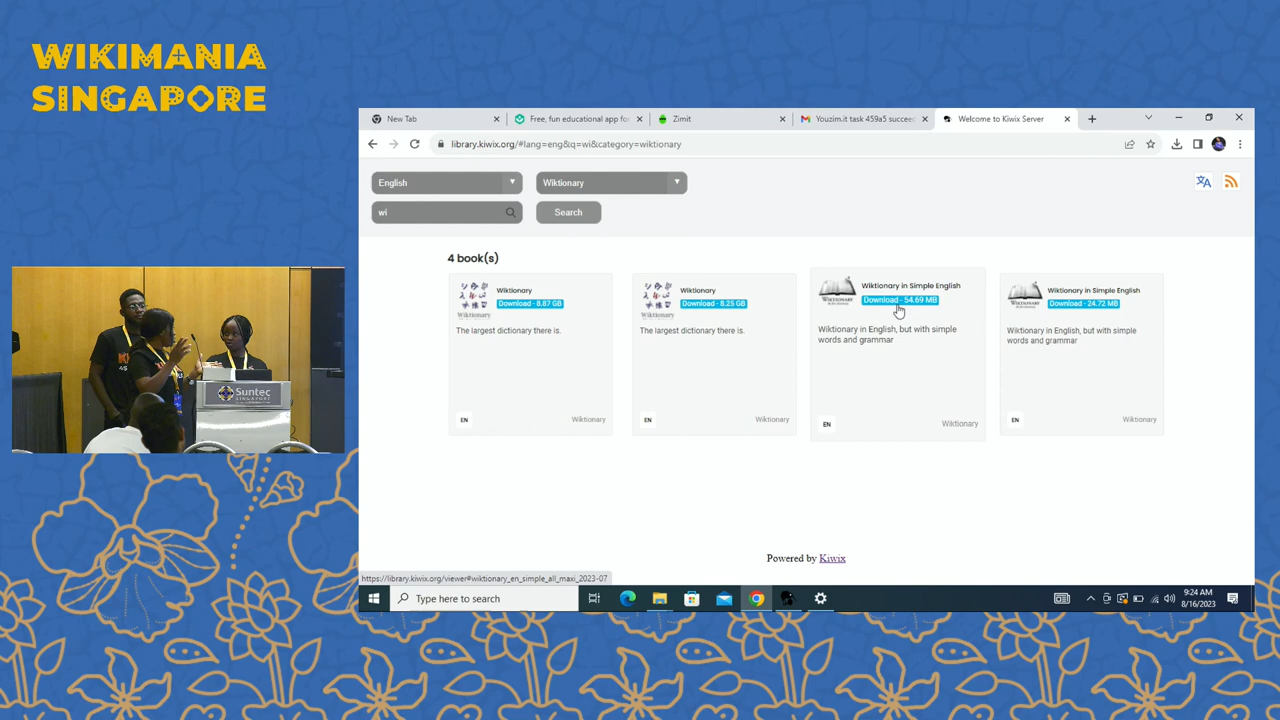 WIKIMANIA
SINGAPORE
New Tab
Free, fun educational app for
Zimit
Youzim.it task 459a5 succeed
Welcome to Kiwix Server
library.kiwix.org/#lang=eng&q=wi&category=wiktionary
English
Wiktionary
wi
Search
4 book(s)
Wiktionary
Download - 8.87 GB
The largest dictionary there is.
EN
Wiktionary
Wiktionary
Download - 8.25 GB
The largest dictionary there is.
EN
Wiktionary
Wiktionary in Simple English
Download - 54.69 MB
Wiktionary in English, but with simple
words and grammar
EN
Wiktionary
Wiktionary in Simple English
Download - 24.72 MB
Wiktionary in English, but with simple
words and grammar
EN
Wiktionary
Powered by Kiwix
https://library.kiwix.org/viewer#wiktionary_en_simple_all_maxi_2023-07
Type here to search
9:24 AM
8/16/2023
Suntec
SINGAPORE